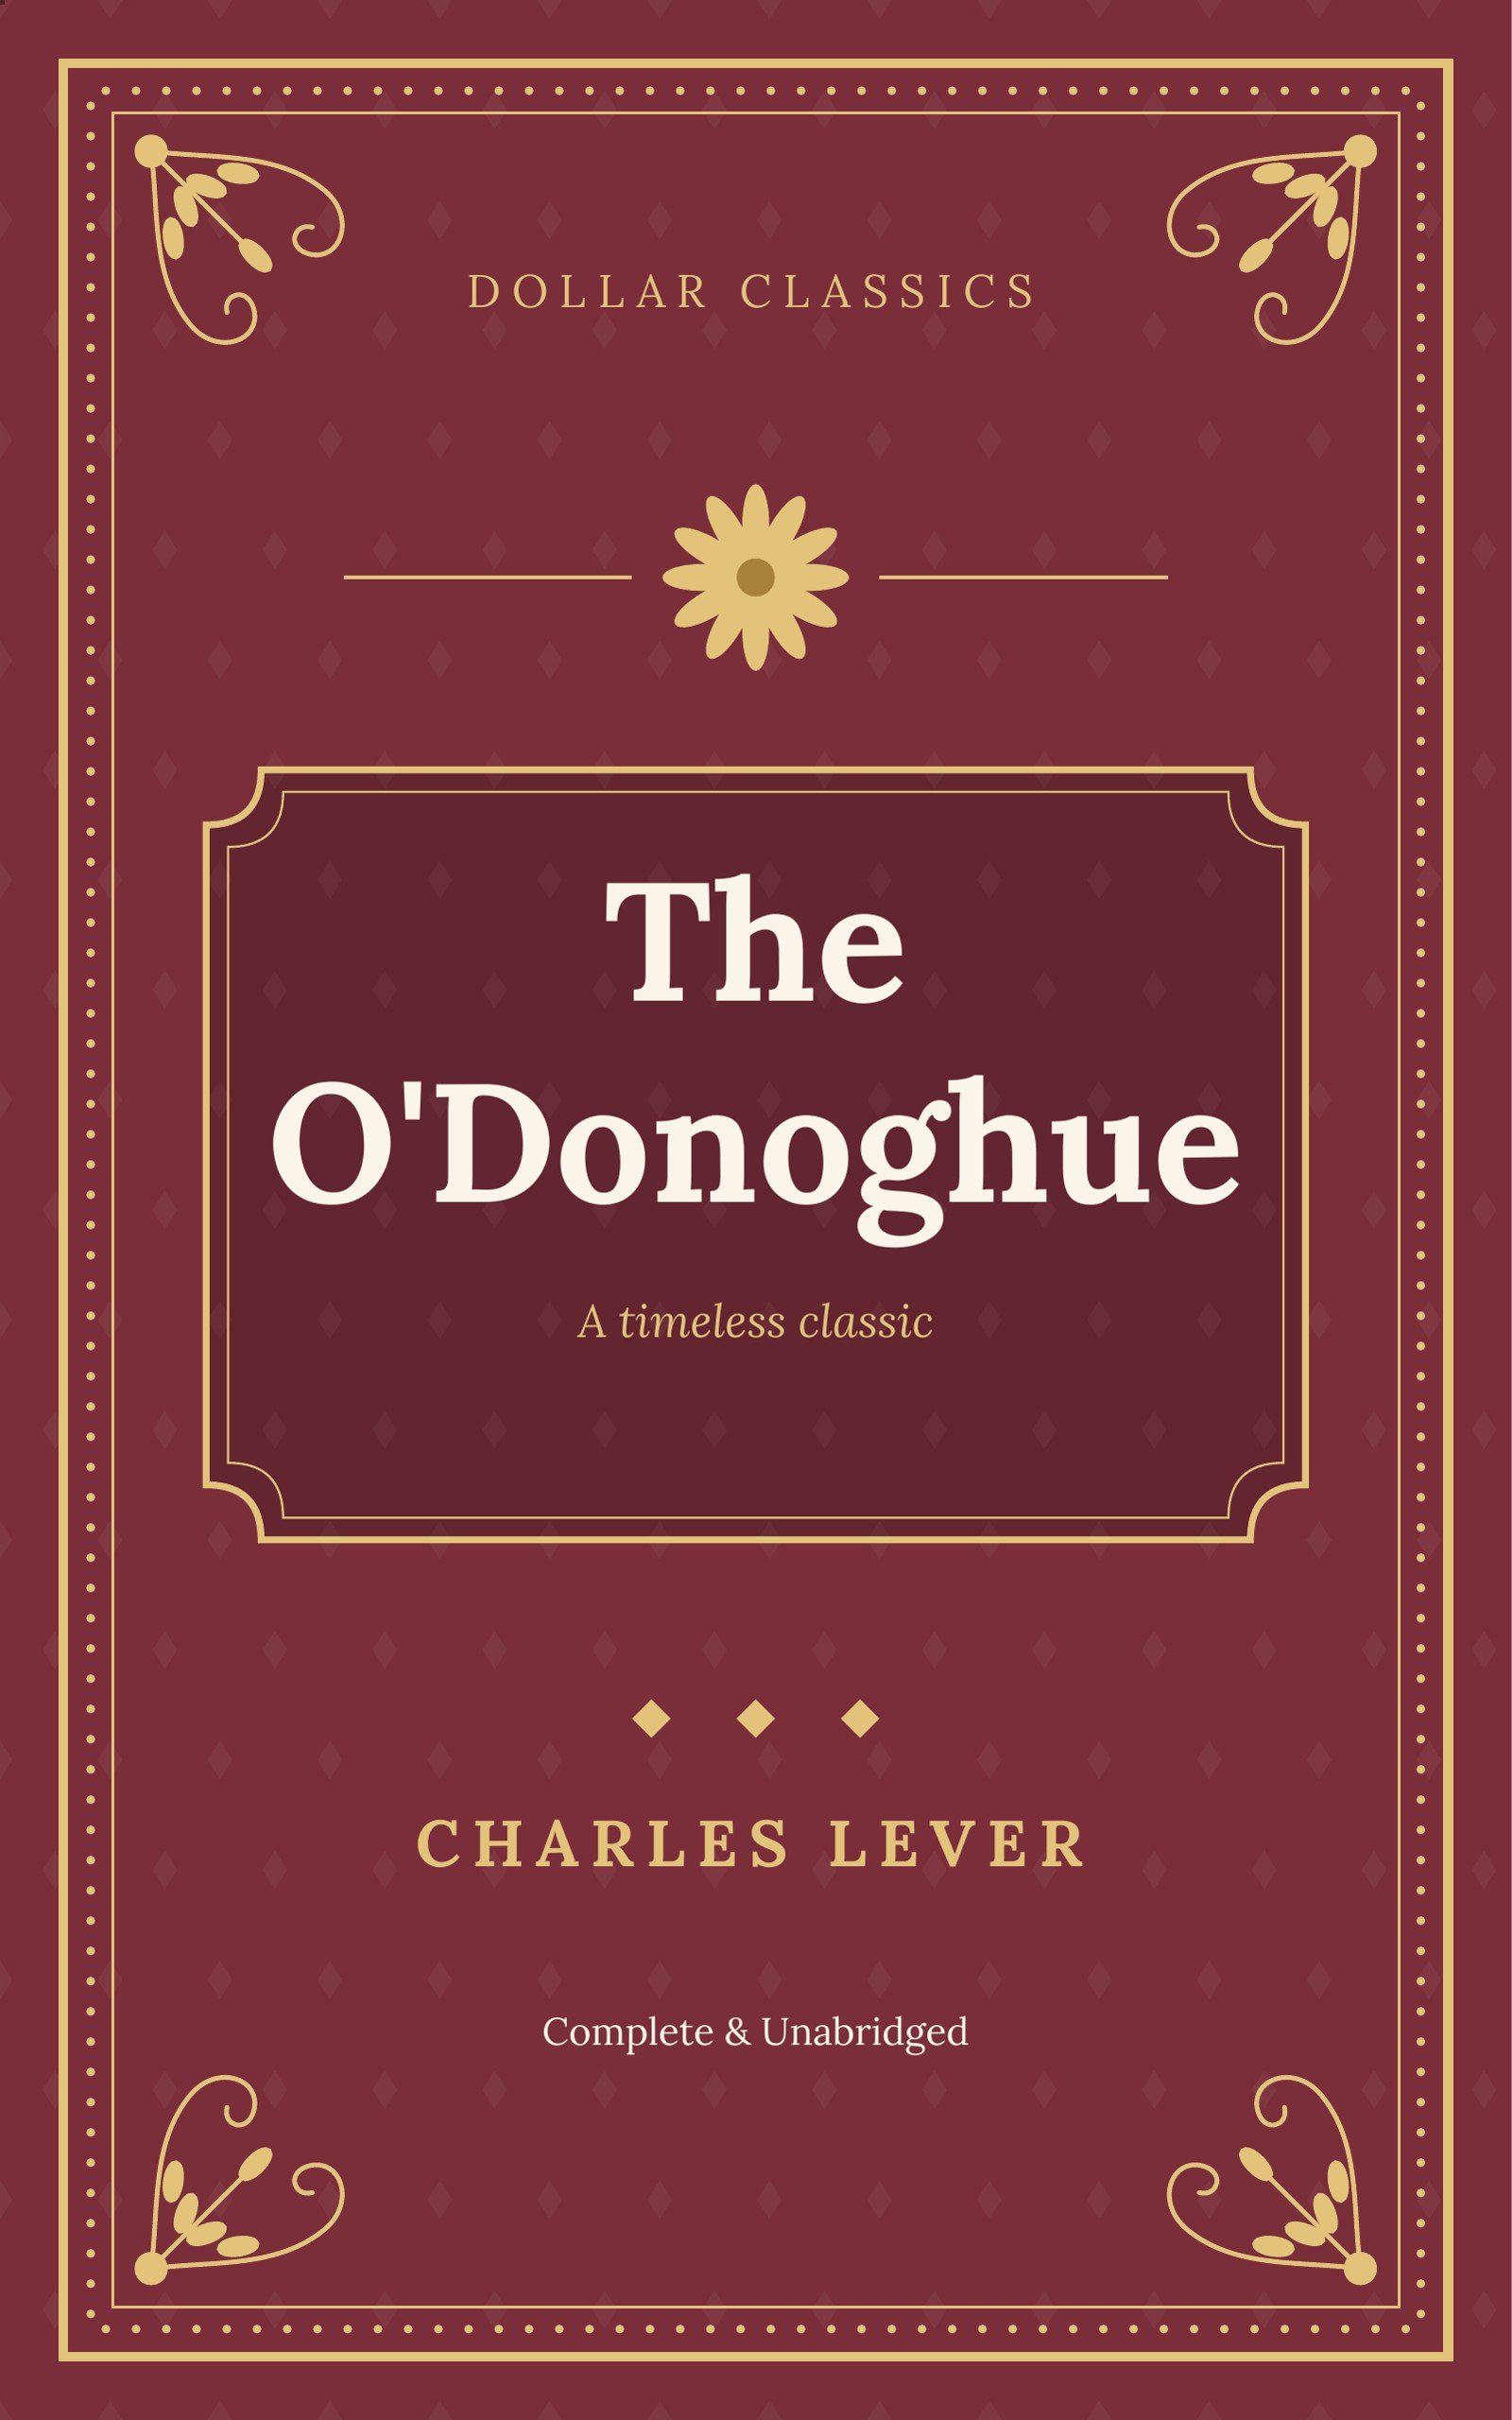 DOLLAR CLASSICS
The
O'Donoghue
A timeless classic
CHARLES LEVER
Complete & Unabridged